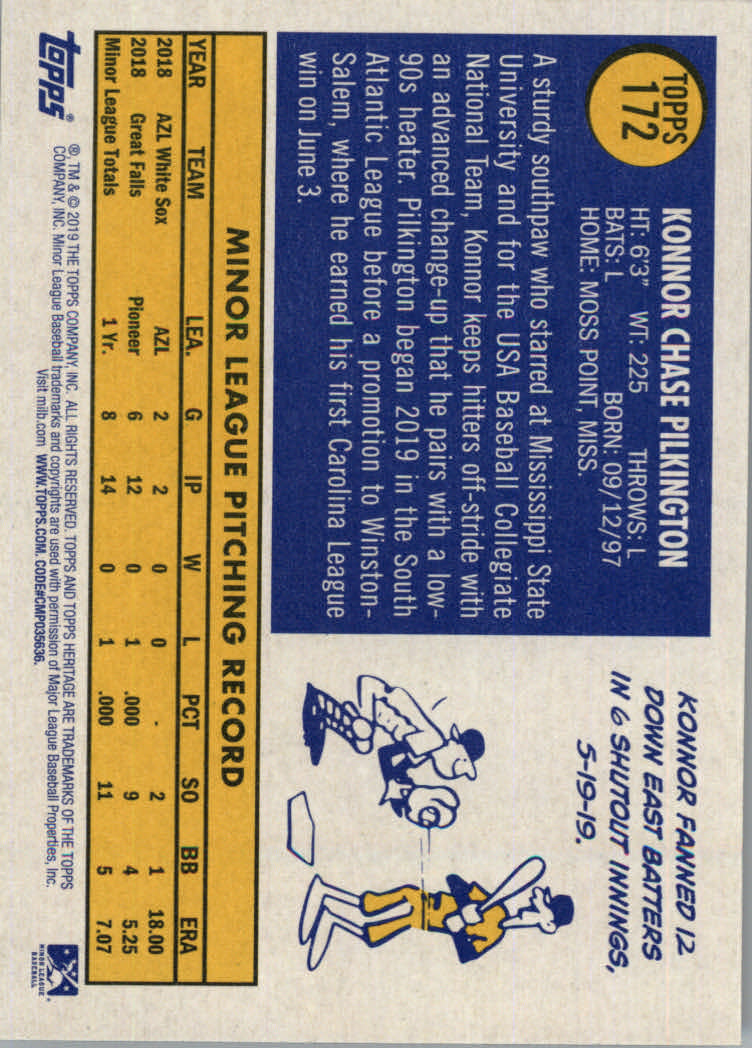 TOPPS
172
KONNOR CHASE PILKINGTON
HT: 6'3" WT: 225 THROWS: L
BATS: L BORN: 09/12/97
HOME: MOSS POINT, MISS.
A sturdy southpaw who starred at Mississippi State
University and for the USA Baseball Collegiate
National Team, Konnor keeps hitters off-stride with
an advanced change-up that he pairs with a low-
90s heater. Pilkington began 2019 in the South
Atlantic League before a promotion to Winston-
Salem, where he earned his first Carolina League
win on June 3.
KONNOR FANNED 12
DOWN EAST BATTERS
IN 6 SHUTOUT INNINGS,
5-19-19.
MINOR LEAGUE PITCHING RECORD
YEAR TEAM LEA. G IP W L PCT SO BB ERA
2018 AZL White Sox AZL 2 2 0 0 - 2 1 18.00
2018 Great Falls Pioneer 6 12 0 1 .000 9 4 5.25
Minor League Totals 1 Yr. 8 14 0 1 .000 11 5 7.07
topps®
® TM & © 2019 THE TOPPS COMPANY, INC. ALL RIGHTS RESERVED. TOPPS AND TOPPS HERITAGE ARE TRADEMARKS OF THE TOPPS
COMPANY, INC. Minor League Baseball trademarks and copyrights are used with permission of Major League Baseball Properties, Inc.
Visit milb.com WWW.TOPPS.COM. CODE#CMP035636.
MINOR LEAGUE
BASEBALL